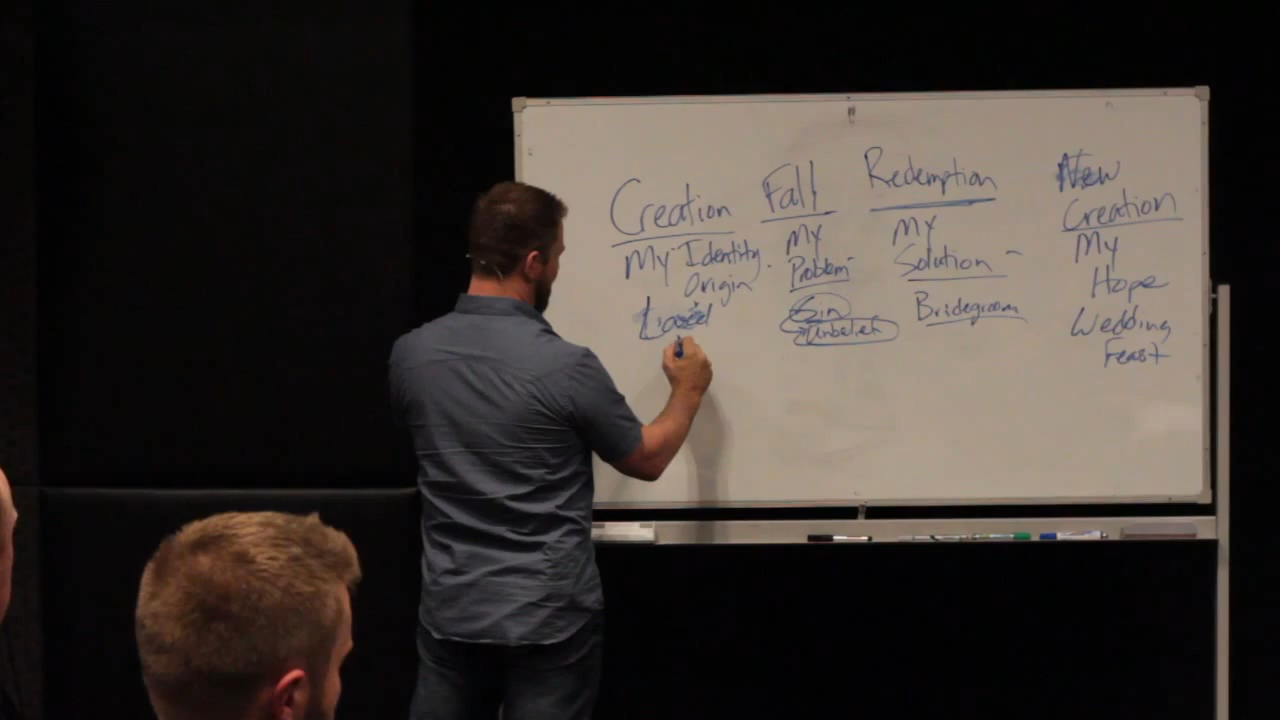 Creation
My Identity
Origin
Fall
My
Problem
Sin
Unbelief
Redemption
My
Solution
Bridegroom
New
Creation
My
Hope
Wedding
Feast